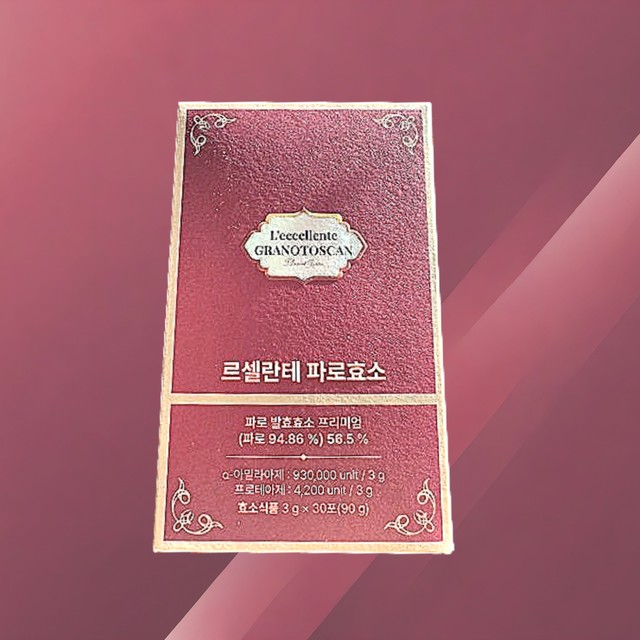 L'eccellente
GRANOTOSCAN
르셀란테 파로효소
파로 발효효소 프리미엄
(파로 94.86 %) 56.5 %
α-아밀라아제 : 930,000 unit / 3 g
프로테아제 : 4,200 unit / 3 g
효소식품 3 g × 30포(90 g)